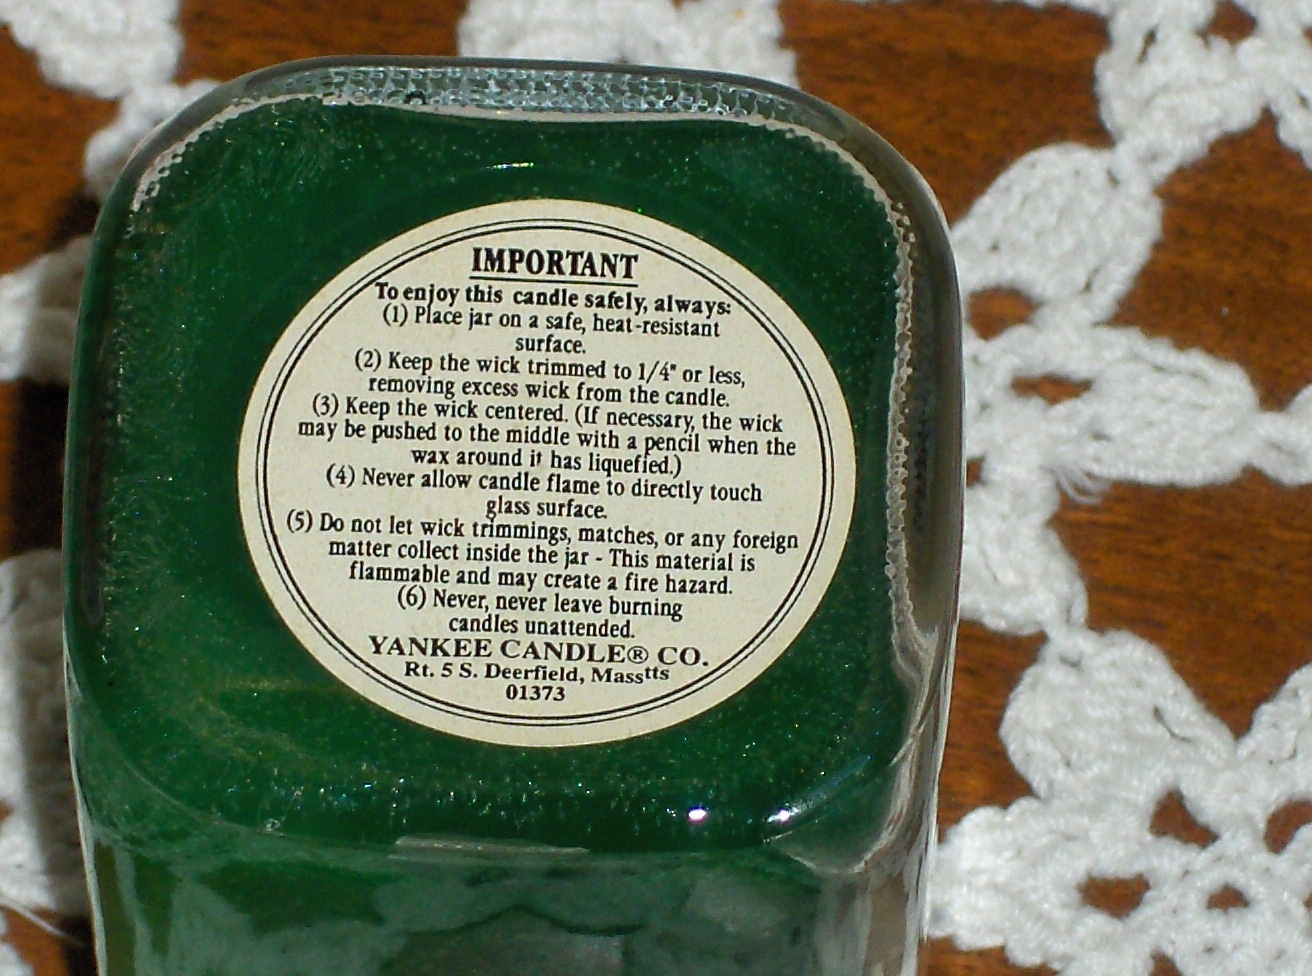 IMPORTANT
To enjoy this candle safely, always:
(1) Place jar on a safe, heat-resistant
surface.
(2) Keep the wick trimmed to 1/4" or less,
removing excess wick from the candle.
(3) Keep the wick centered. (If necessary, the wick
may be pushed to the middle with a pencil when the
wax around it has liquefied.)
(4) Never allow candle flame to directly touch
glass surface.
(5) Do not let wick trimmings, matches, or any foreign
matter collect inside the jar - This material is
flammable and may create a fire hazard.
(6) Never, never leave burning
candles unattended.
YANKEE CANDLE® CO.
Rt. 5 S. Deerfield, Masstts
01373